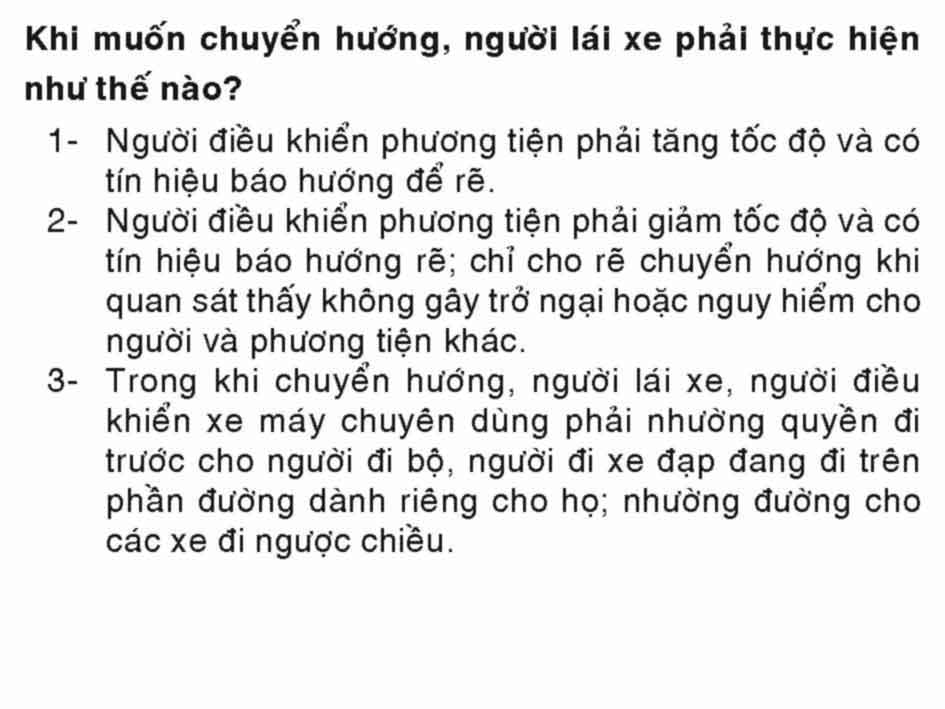 Khi muốn chuyển hướng, người lái xe phải thực hiện
như thế nào?
1- Người điều khiển phương tiện phải tăng tốc độ và có
tín hiệu báo hướng để rẽ.
2- Người điều khiển phương tiện phải giảm tốc độ và có
tín hiệu báo hướng rẽ; chỉ cho rẽ chuyển hướng khi
quan sát thấy không gây trở ngại hoặc nguy hiểm cho
người và phương tiện khác.
3- Trong khi chuyển hướng, người lái xe, người điều
khiển xe máy chuyên dùng phải nhường quyền đi
trước cho người đi bộ, người đi xe đạp đang đi trên
phần đường dành riêng cho họ; nhường đường cho
các xe đi ngược chiều.